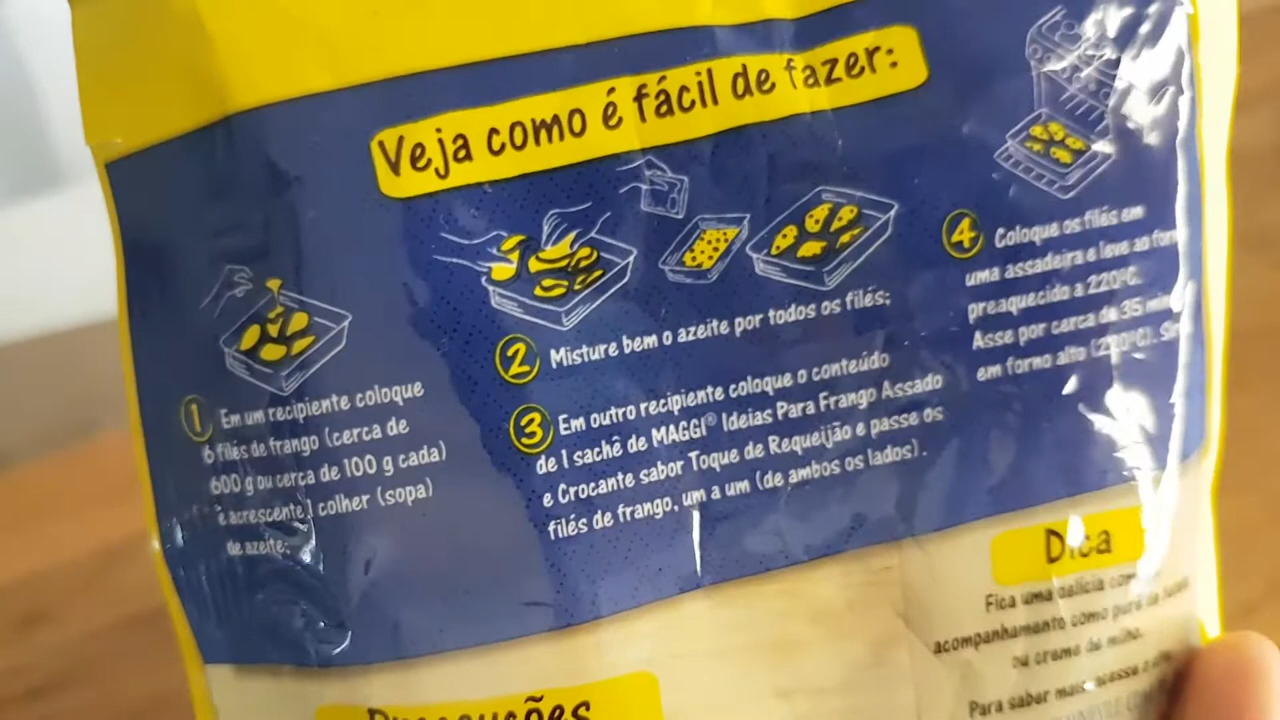 Veja como é fácil de fazer:
1 Em um recipiente coloque
6 filés de frango (cerca de
600 g ou cerca de 100 g cada)
e acrescente 1 colher (sopa)
de azeite;
2 Misture bem o azeite por todos os filés;
3 Em outro recipiente coloque o conteúdo
de 1 sachê de MAGGI® Ideias Para Frango Assado
e Crocante sabor Toque de Requeijão e passe os
filés de frango, um a um (de ambos os lados).
4 Coloque os filés em
uma assadeira e leve ao
preaquecido a 220°C.
Asse por cerca de 35
em forno alto (220°C).
Dica
Fica uma delícia
acompanhamento como purê de
ou creme de milho.
Para saber mais acesse o
Precauções